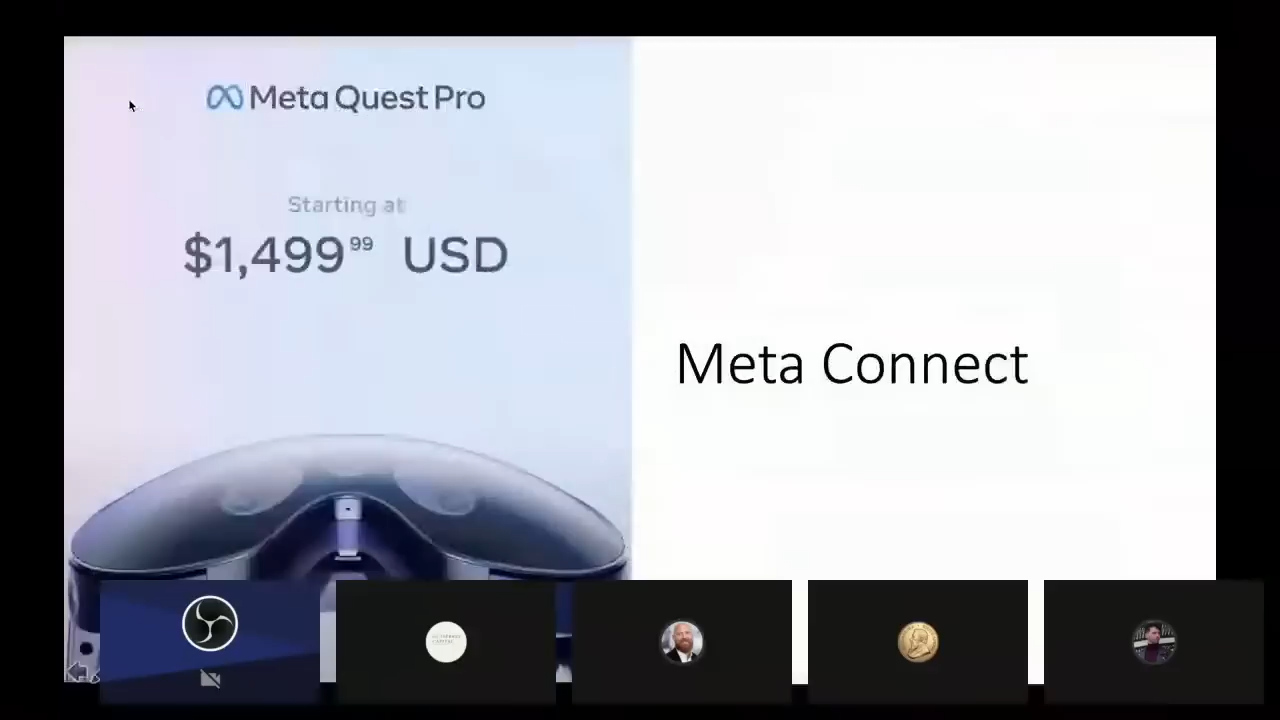 Meta Quest Pro
Starting at
$1,499⁹⁹ USD
Meta Connect